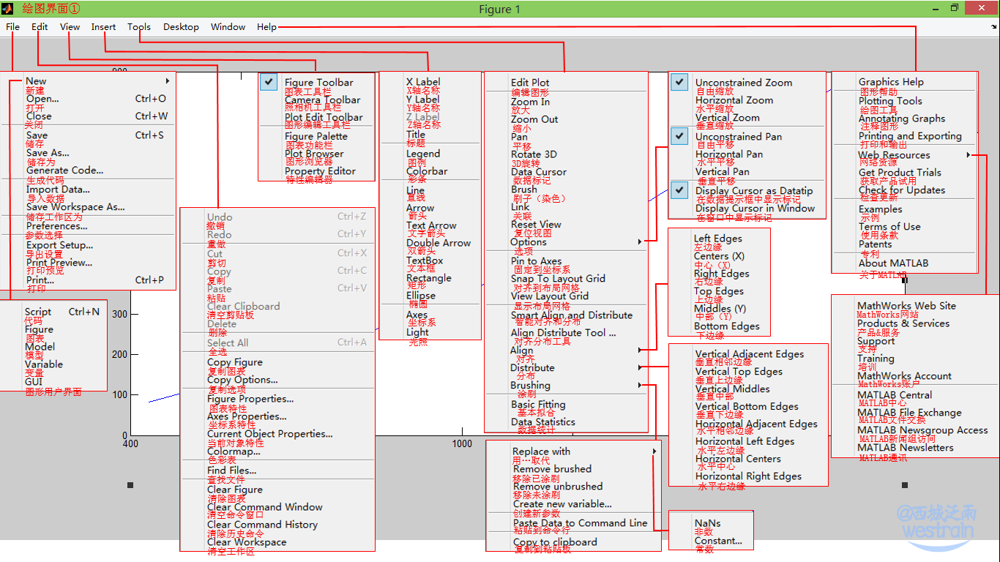 绘图界面①
Figure 1
File Edit View Insert Tools Desktop Window Help
New
新建
Open... Ctrl+O
打开
Close Ctrl+W
关闭
Save Ctrl+S
储存
Save As...
储存为
Generate Code...
生成代码
Import Data...
导入数据
Save Workspace As...
储存工作区为
Preferences...
参数选择
Export Setup...
导出设置
Print Preview...
打印预览
Print... Ctrl+P
打印
Script Ctrl+N
代码
Figure
图表
Model
模型
Variable
变量
GUI
图形用户界面
Undo Ctrl+Z
撤销
Redo Ctrl+Y
重做
Cut Ctrl+X
剪切
Copy Ctrl+C
复制
Paste Ctrl+V
粘贴
Clear Clipboard
清空剪贴板
Delete
删除
Select All Ctrl+A
全选
Copy Figure
复制图表
Copy Options...
复制选项
Figure Properties...
图表特性
Axes Properties...
坐标系特性
Current Object Properties...
当前对象特性
Colormap...
色彩表
Find Files...
查找文件
Clear Figure
清除图表
Clear Command Window
清空命令窗口
Clear Command History
清除历史命令
Clear Workspace
清空工作区
Figure Toolbar
图表工具栏
Camera Toolbar
照相机工具栏
Plot Edit Toolbar
图形编辑工具栏
Figure Palette
图表功能栏
Plot Browser
图形浏览器
Property Editor
特性编辑器
X Label
X轴名称
Y Label
Y轴名称
Z Label
Z轴名称
Title
标题
Legend
图例
Colorbar
彩条
Line
直线
Arrow
箭头
Text Arrow
文字箭头
Double Arrow
双箭头
TextBox
文本框
Rectangle
矩形
Ellipse
椭圆
Axes
坐标系
Light
光照
Edit Plot
编辑图形
Zoom In
放大
Zoom Out
缩小
Pan
平移
Rotate 3D
3D旋转
Data Cursor
数据标记
Brush
刷子（染色）
Link
关联
Reset View
复位视图
Options
选项
Pin to Axes
固定到坐标系
Snap To Layout Grid
对齐到布局网格
View Layout Grid
显示布局网格
Smart Align and Distribute
智能对齐和分布
Align Distribute Tool ...
对齐分布工具
Align
对齐
Distribute
分布
Brushing
涂刷
Basic Fitting
基本拟合
Data Statistics
数据统计
Replace with
用…取代
Remove brushed
移除已涂刷
Remove unbrushed
移除未涂刷
Create new variable...
创建新参数
Paste Data to Command Line
粘贴到命令行
Copy to clipboard
复制到粘贴板
Unconstrained Zoom
自由缩放
Horizontal Zoom
水平缩放
Vertical Zoom
垂直缩放
Unconstrained Pan
自由平移
Horizontal Pan
水平平移
Vertical Pan
垂直平移
Display Cursor as Datatip
在数据提示框中显示标记
Display Cursor in Window
在窗口中显示标记
Left Edges
左边缘
Centers (X)
中心（X）
Right Edges
右边缘
Top Edges
上边缘
Middles (Y)
中部（Y）
Bottom Edges
下边缘
Vertical Adjacent Edges
垂直相邻边缘
Vertical Top Edges
垂直上边缘
Vertical Middles
垂直中部
Vertical Bottom Edges
垂直下边缘
Horizontal Adjacent Edges
水平相邻边缘
Horizontal Left Edges
水平左边缘
Horizontal Centers
水平中心
Horizontal Right Edges
水平右边缘
NaNs
非数
Constant...
常数
Graphics Help
图形帮助
Plotting Tools
绘图工具
Annotating Graphs
注释图形
Printing and Exporting
打印和输出
Web Resources
网络资源
Get Product Trials
获取产品试用
Check for Updates
检查更新
Examples
示例
Terms of Use
使用条款
Patents
专利
About MATLAB
关于MATLAB
MathWorks Web Site
MathWorks网站
Products & Services
产品&服务
Support
支持
Training
培训
MathWorks Account
MathWorks账户
MATLAB Central
MATLAB中心
MATLAB File Exchange
MATLAB文件交换
MATLAB Newsgroup Access
MATLAB新闻组访问
MATLAB Newsletters
MATLAB通讯
300
200
100
0
400
1000
@西城泛雨
westrain